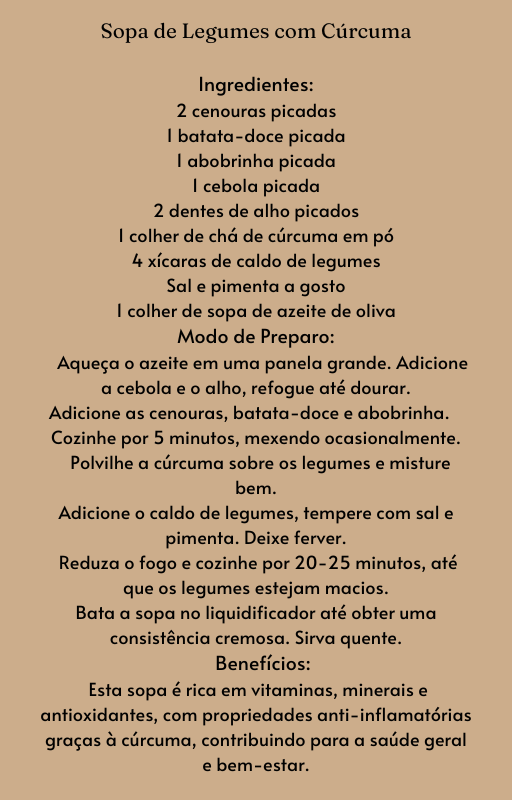 Sopa de Legumes com Cúrcuma
Ingredientes:
2 cenouras picadas
1 batata-doce picada
1 abobrinha picada
1 cebola picada
2 dentes de alho picados
1 colher de chá de cúrcuma em pó
4 xícaras de caldo de legumes
Sal e pimenta a gosto
1 colher de sopa de azeite de oliva
Modo de Preparo:
Aqueça o azeite em uma panela grande. Adicione
a cebola e o alho, refogue até dourar.
Adicione as cenouras, batata-doce e abobrinha.
Cozinhe por 5 minutos, mexendo ocasionalmente.
Polvilhe a cúrcuma sobre os legumes e misture
bem.
Adicione o caldo de legumes, tempere com sal e
pimenta. Deixe ferver.
Reduza o fogo e cozinhe por 20-25 minutos, até
que os legumes estejam macios.
Bata a sopa no liquidificador até obter uma
consistência cremosa. Sirva quente.
Benefícios:
Esta sopa é rica em vitaminas, minerais e
antioxidantes, com propriedades anti-inflamatórias
graças à cúrcuma, contribuindo para a saúde geral
e bem-estar.